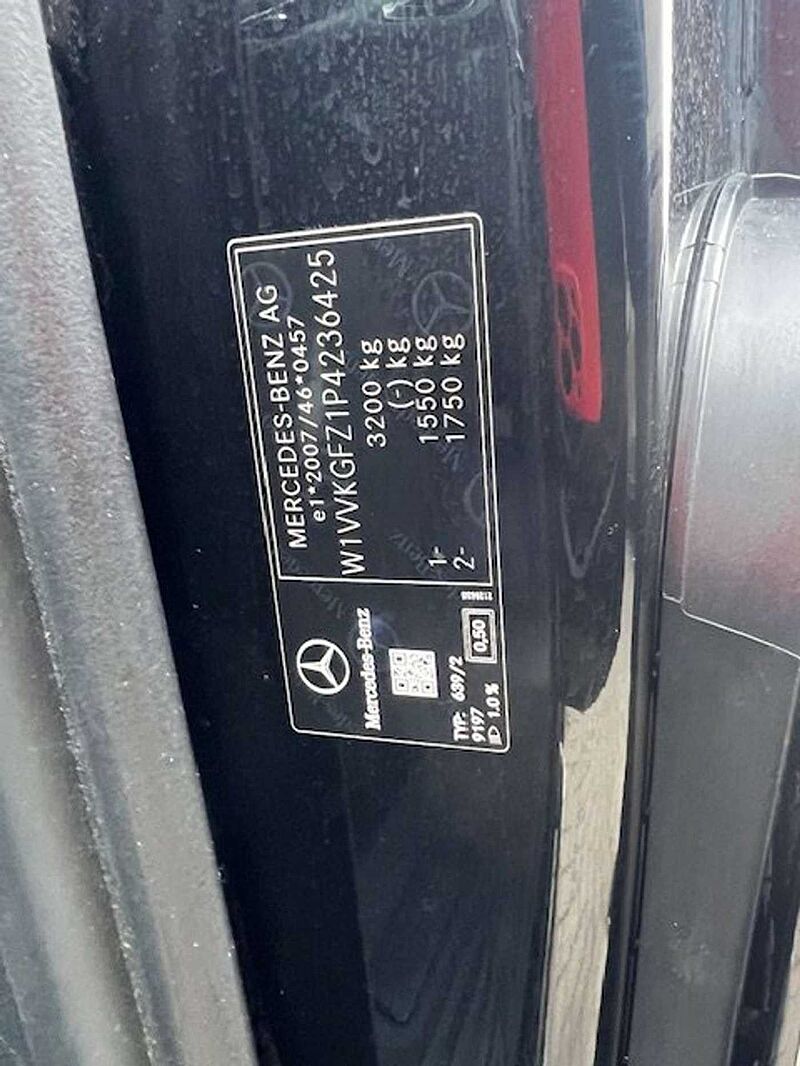 MERCEDES-BENZ AG
e1*2007/46*0457
W1VVKGFZ1P4236425
3200 kg
(-) kg
1- 1550 kg
2- 1750 kg
Mercedes-Benz
TYP: 639/2
9197
1.0%
0,50